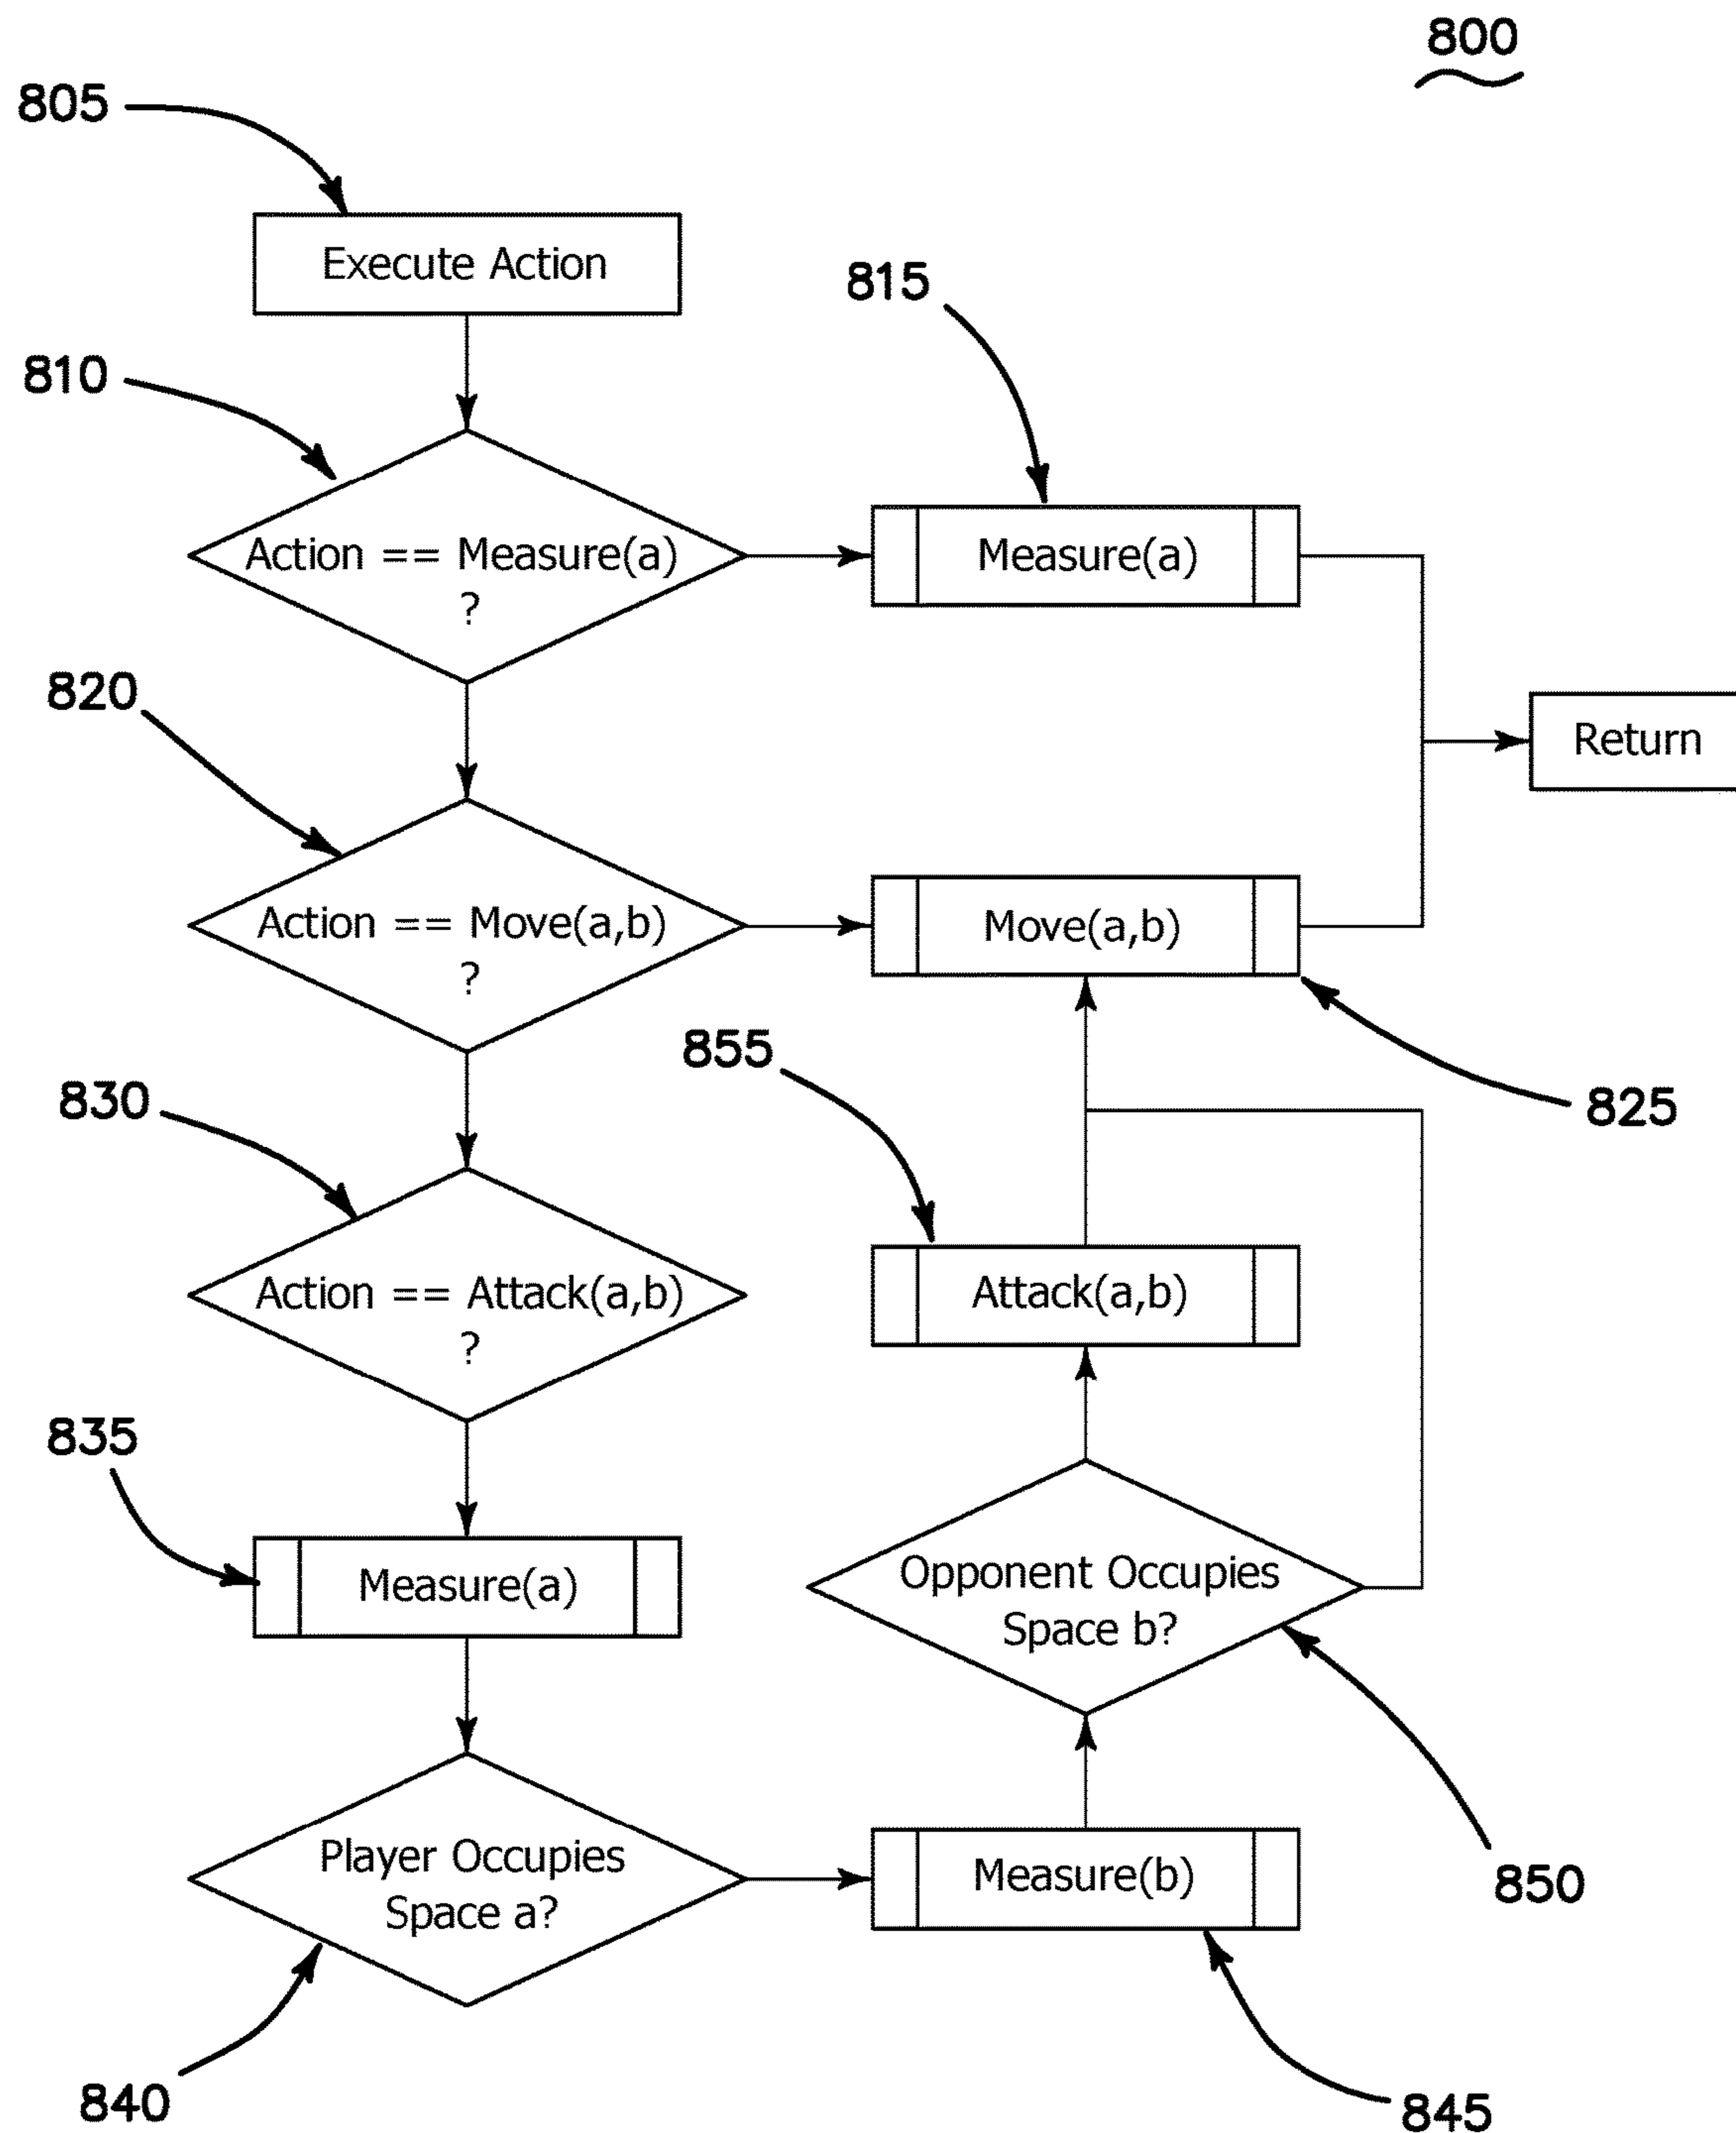 800
805
Execute Action
815
810
Action == Measure(a)
?
Measure(a)
820
Return
Action == Move(a,b)
?
Move(a,b)
855
825
830
Action == Attack(a,b)
?
Attack(a,b)
835
Measure(a)
Opponent Occupies
Space b?
Player Occupies
Space a?
Measure(b)
850
840
845